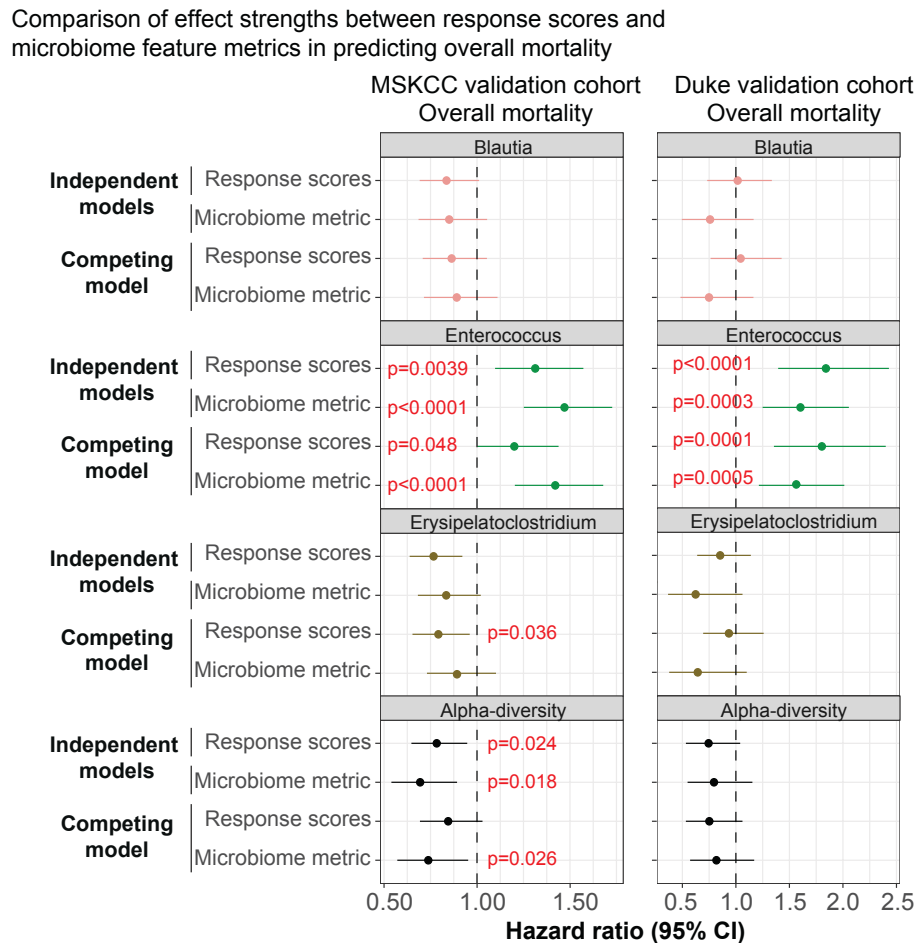 Comparison of effect strengths between response scores and
microbiome feature metrics in predicting overall mortality
MSKCC validation cohort
Overall mortality
Duke validation cohort
Overall mortality
Blautia
Blautia
Independent
models
Response scores
Microbiome metric
Competing
model
Response scores
Microbiome metric
Enterococcus
Enterococcus
Independent
models
Response scores
p=0.0039
p<0.0001
Microbiome metric
p<0.0001
p=0.0003
Competing
model
Response scores
p=0.048
p=0.0001
Microbiome metric
p<0.0001
p=0.0005
Erysipelatoclostridium
Erysipelatoclostridium
Independent
models
Response scores
Microbiome metric
Competing
model
Response scores
p=0.036
Microbiome metric
Alpha-diversity
Alpha-diversity
Independent
models
Response scores
p=0.024
Microbiome metric
p=0.018
Competing
model
Response scores
Microbiome metric
p=0.026
0.50 1.00 1.50
0.5 1.0 1.5 2.0 2.5
Hazard ratio (95% CI)